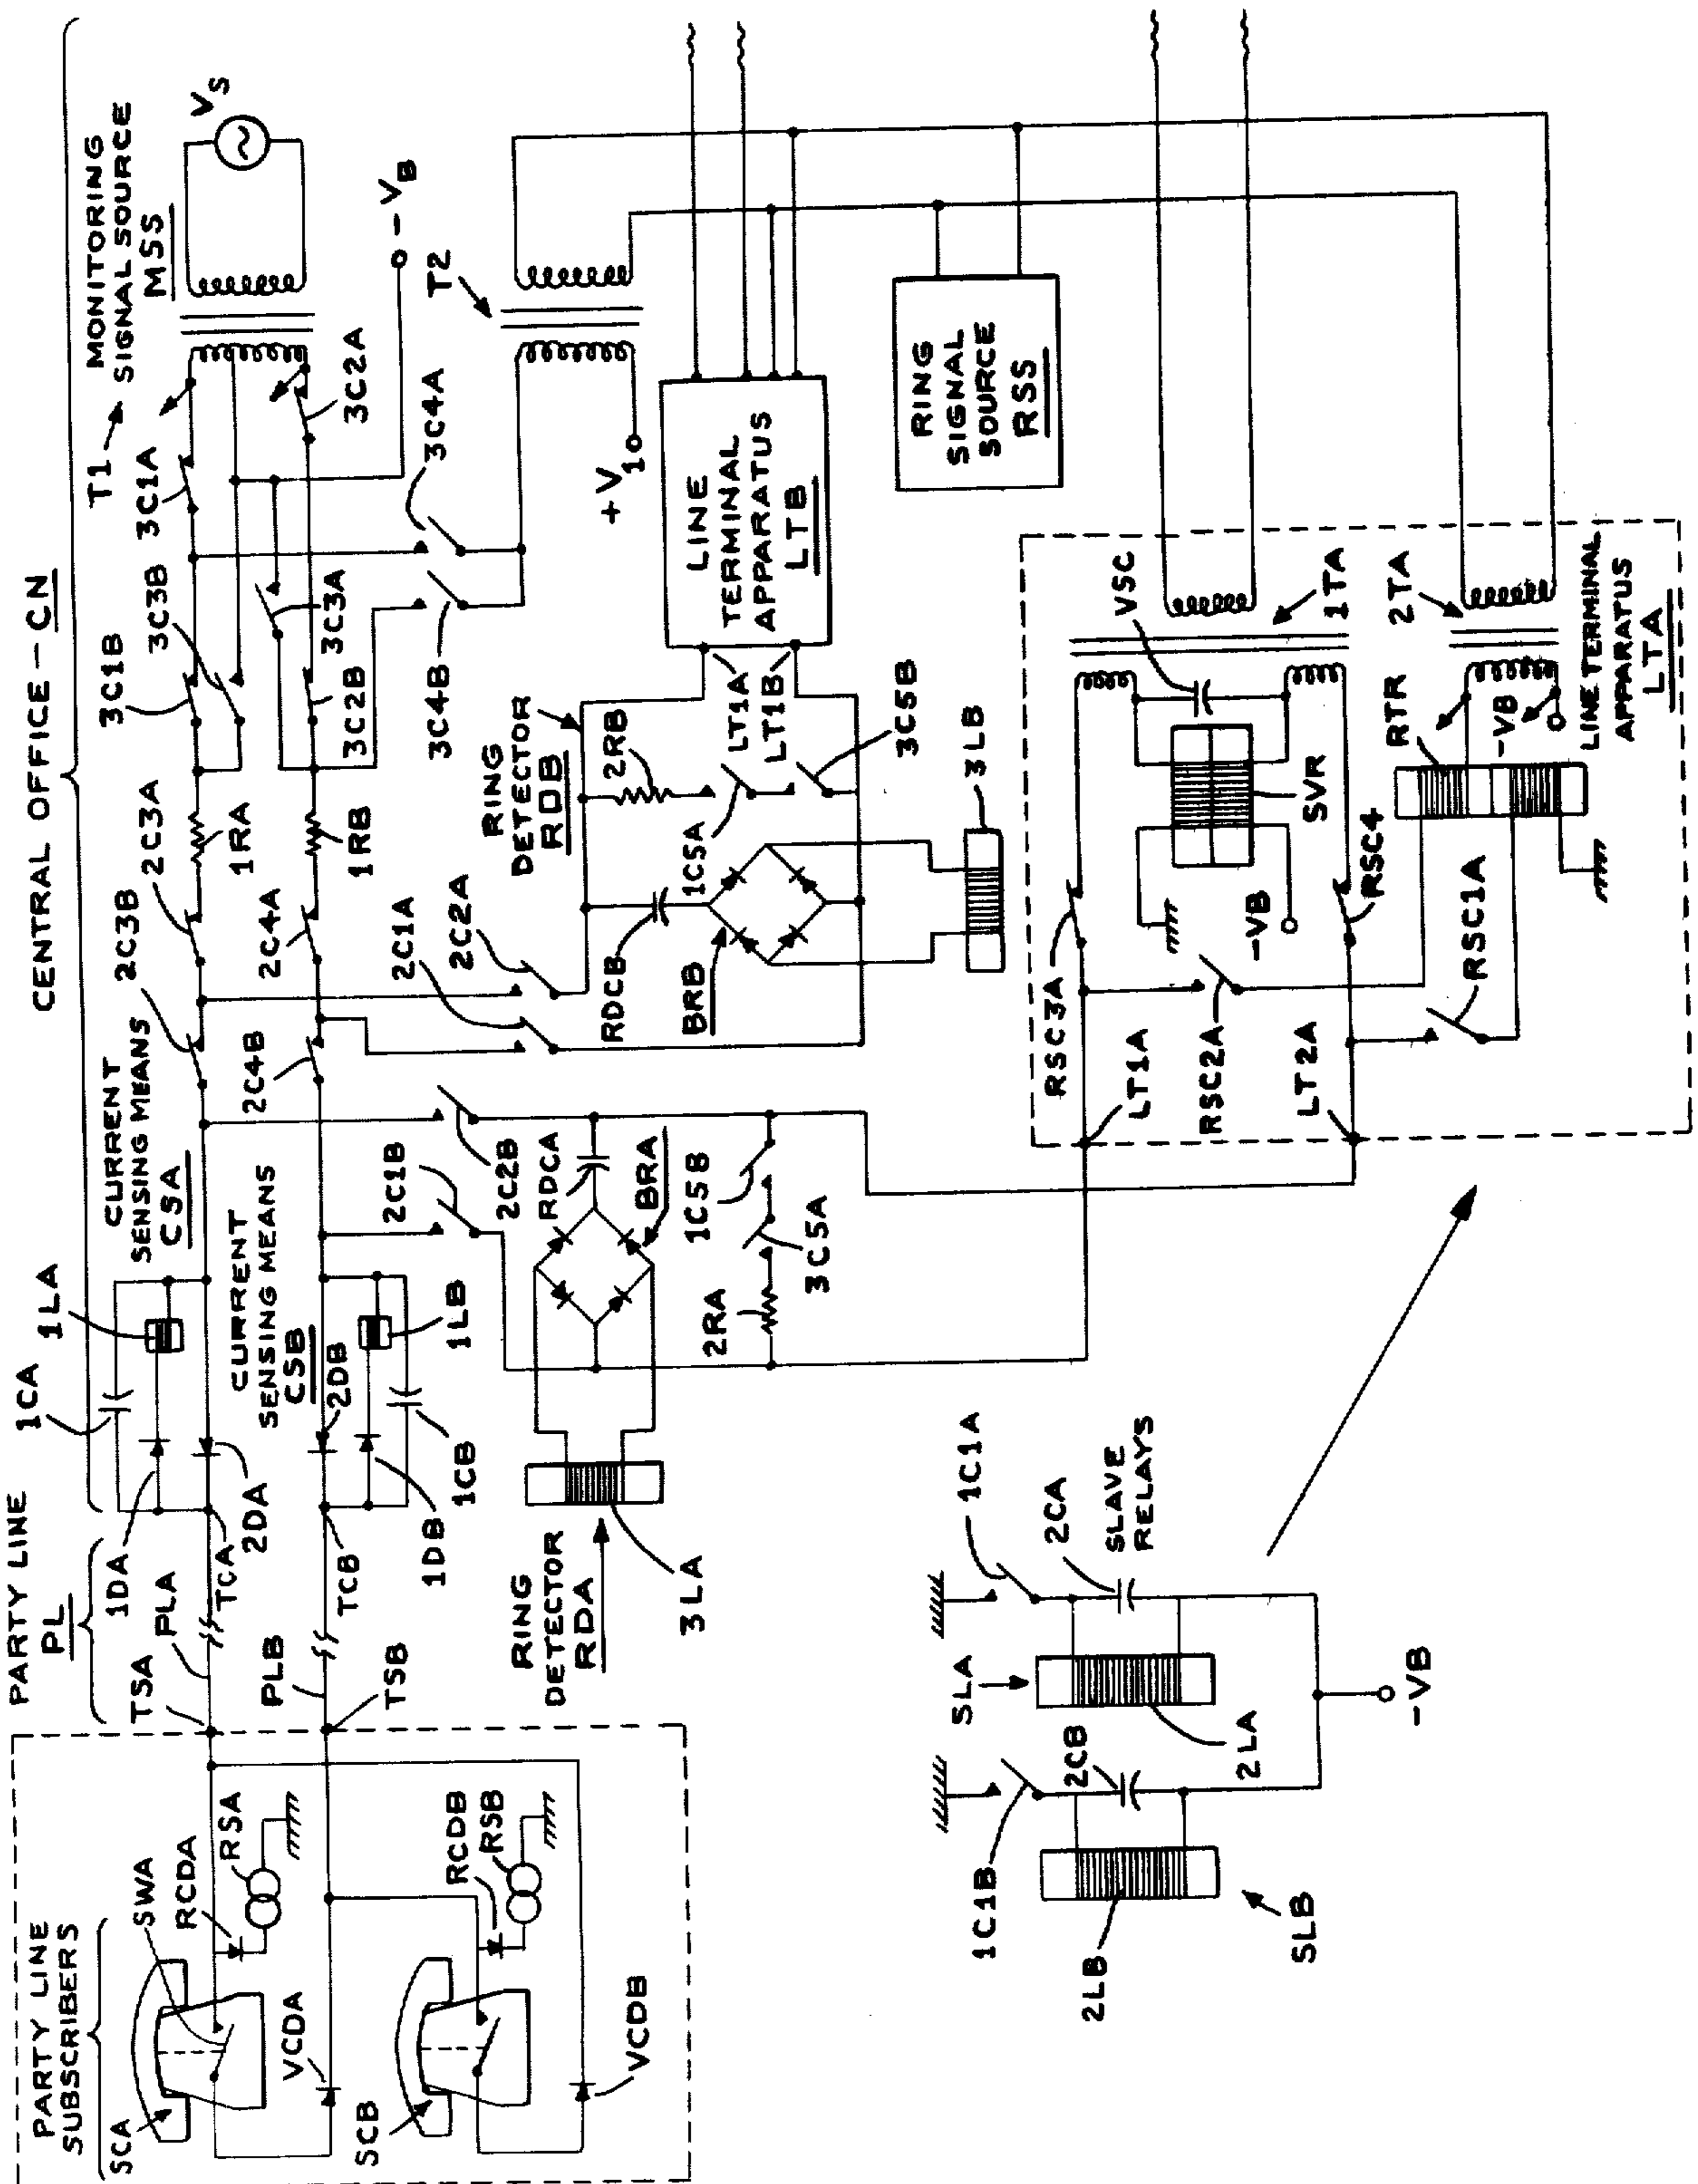 CENTRAL OFFICE-CN
T1
MONITORING
SIGNAL SOURCE
MSS
VS
3C1A
3C1B
3C3B
3C2A
-VB
3C3A
3C2B
3C4B
3C4A
T2
+V1
2C3A
2C3B
1RA
1RB
2C4A
2C4B
2C1A
2C2A
CURRENT
SENSING MEANS
CSA
CURRENT
SENSING MEANS
CSB
1LA
1CA
1DA
2DA
2DB
1LB
1CB
1DB
TCA
TCB
PARTY LINE
PL
PLA
TSA
PLB
TSB
PARTY LINE
SUBSCRIBERS
SCA
SWA
RCDA
RSA
VCDA
SCB
RCDB
RSB
VCDB
RING
DETECTOR
RDA
3LA
2C1B
2C2B
RDCA
BRA
1C5B
3C5A
2RA
RING
DETECTOR
RDB
2RB
LT1A
LT1B
1C5A
3C5B
RDCB
BRB
3LB
LINE
TERMINAL
APPARATUS
LTB
RING
SIGNAL
SOURCE
RSS
RSC3A
VSC
1TA
SVR
-VB
RSC4
RSC2A
RSC1A
LT1A
LT2A
RTR
2TA
-VB
LINE TERMINAL
APPARATUS
LTA
1C1A
2CA
SLAVE
RELAYS
SLA
2LA
1C1B
2CB
2LB
SLB
-VB